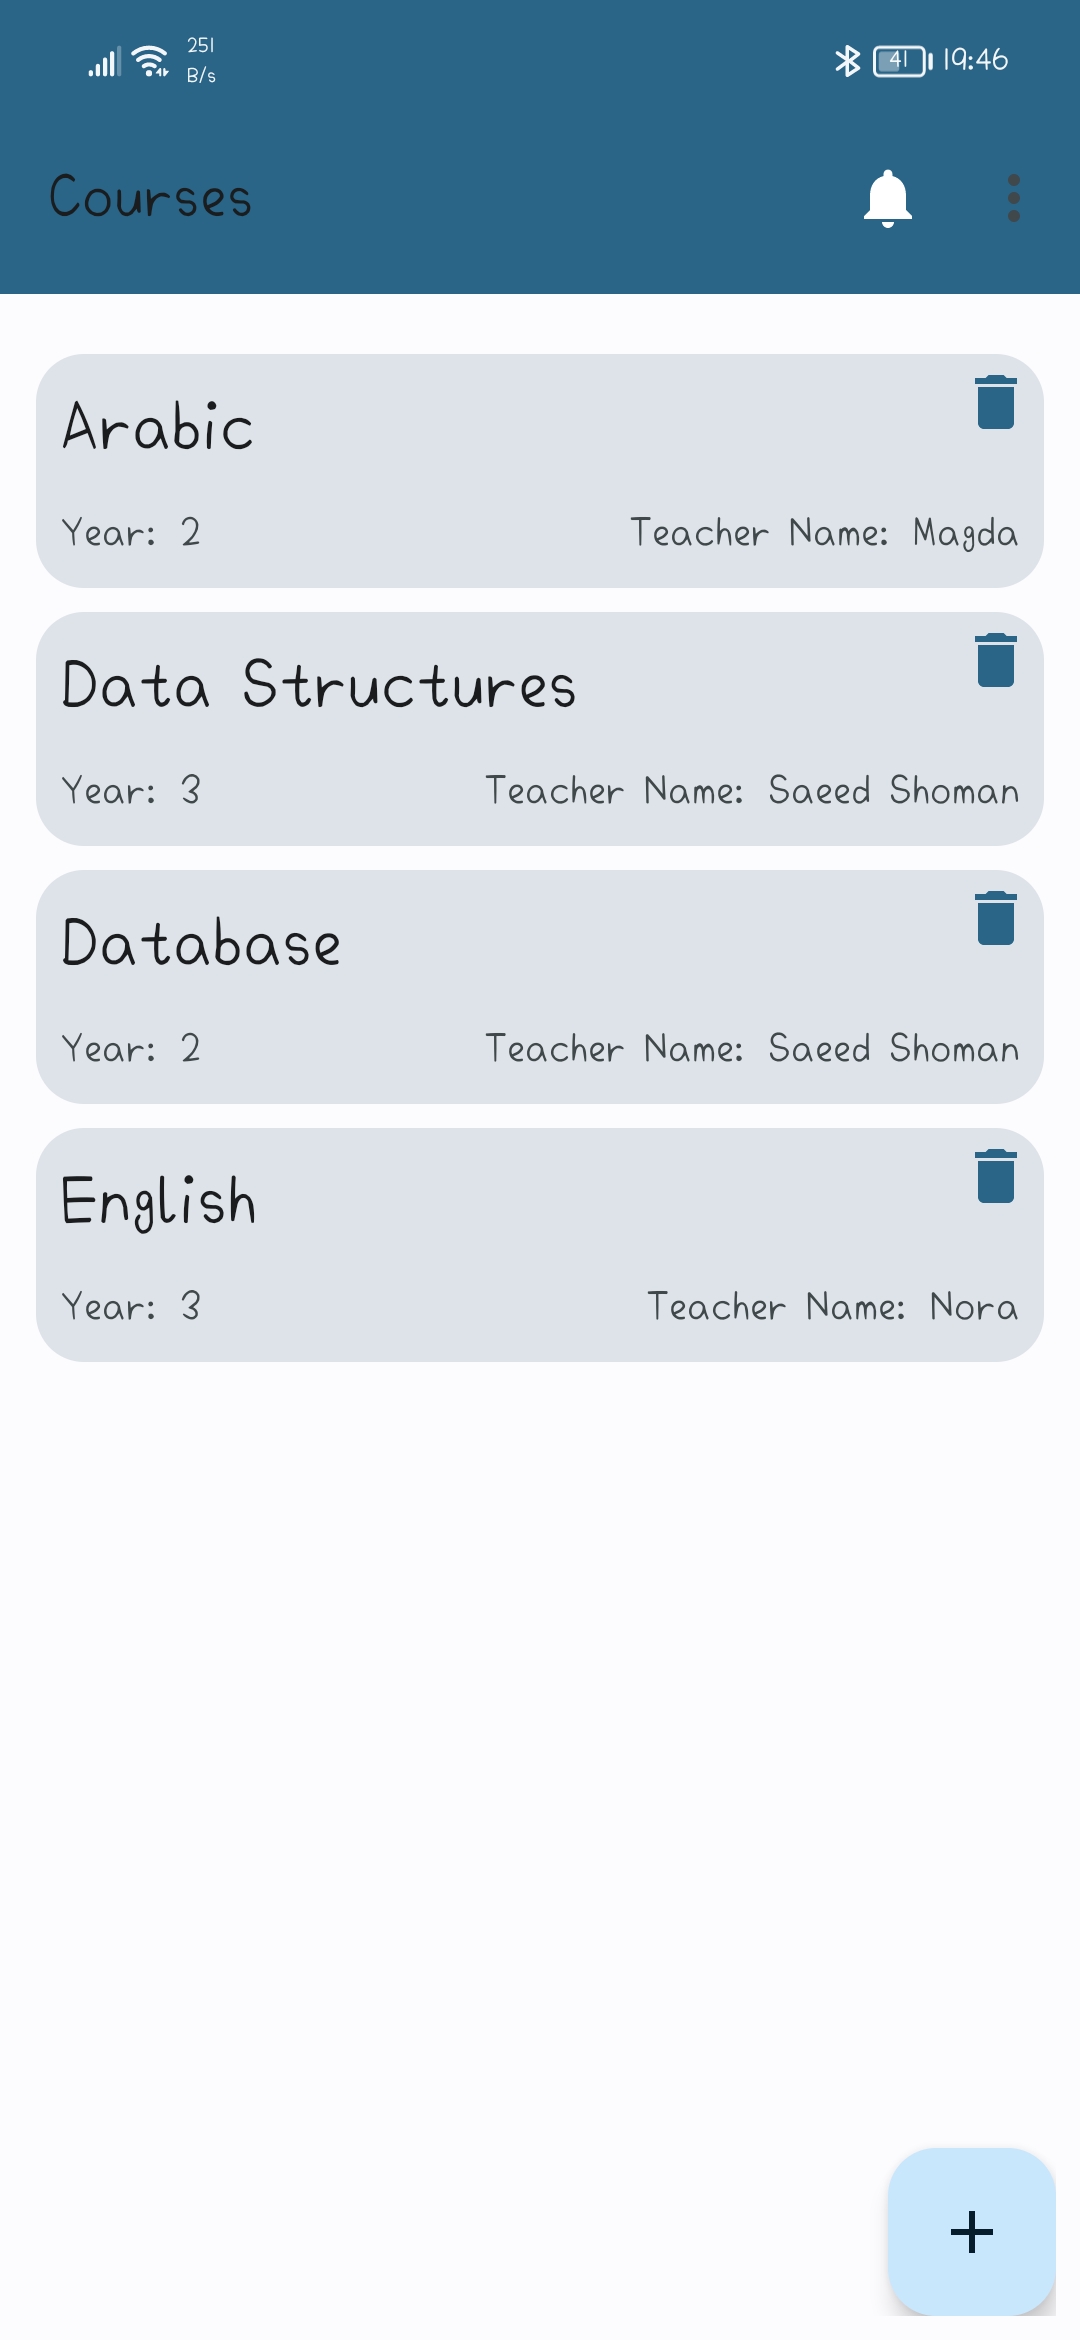 251
B/s
41
19:46
Courses
Arabic
Year: 2
Teacher Name: Magda
Data Structures
Year: 3
Teacher Name: Saeed Shoman
Database
Year: 2
Teacher Name: Saeed Shoman
English
Year: 3
Teacher Name: Nora